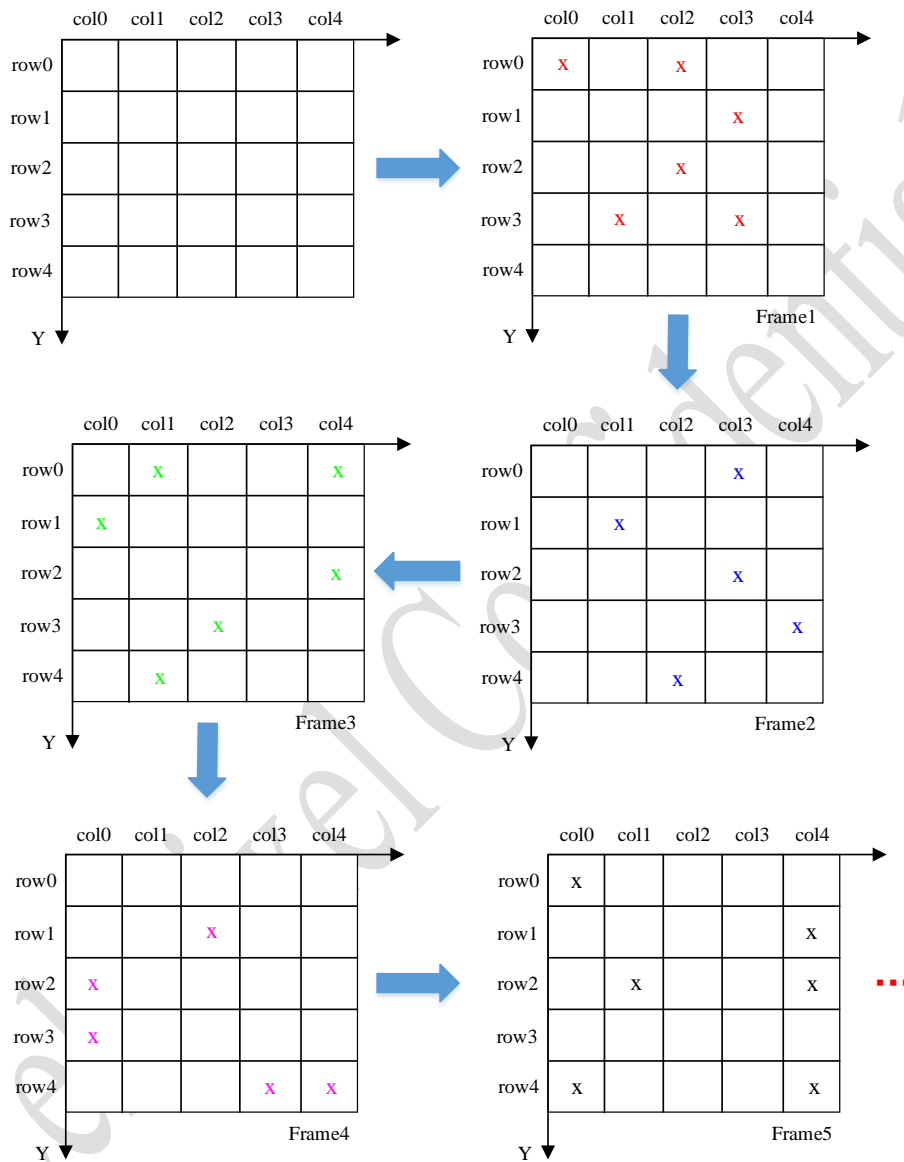 col0 col1 col2 col3 col4
row0
row1
row2
row3
row4
Y
col0 col1 col2 col3 col4
row0 x x
row1 x
row2 x
row3 x x
row4
Frame1
Y
col0 col1 col2 col3 col4
row0 x
row1 x
row2 x
row3 x
row4 x
Frame2
Y
col0 col1 col2 col3 col4
row0 x x
row1 x
row2 x
row3 x
row4 x
Frame3
Y
col0 col1 col2 col3 col4
row0
row1 x
row2 x
row3 x
row4 x x
Frame4
Y
col0 col1 col2 col3 col4
row0 x
row1 x
row2 x x
row3
row4 x x
Frame5
Y